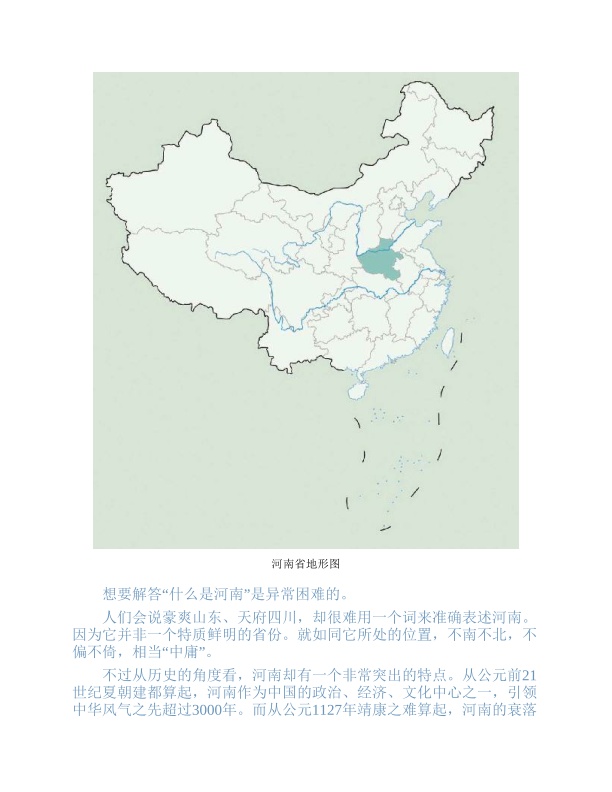 河南省地形图
想要解答“什么是河南”是异常困难的。
人们会说豪爽山东、天府四川，却很难用一个词来准确表述河南。
因为它并非一个特质鲜明的省份。就如同它所处的位置，不南不北，不
偏不倚，相当“中庸”。
不过从历史的角度看，河南却有一个非常突出的特点。从公元前21
世纪夏朝建都算起，河南作为中国的政治、经济、文化中心之一，引领
中华风气之先超过3000年。而从公元1127年靖康之难算起，河南的衰落